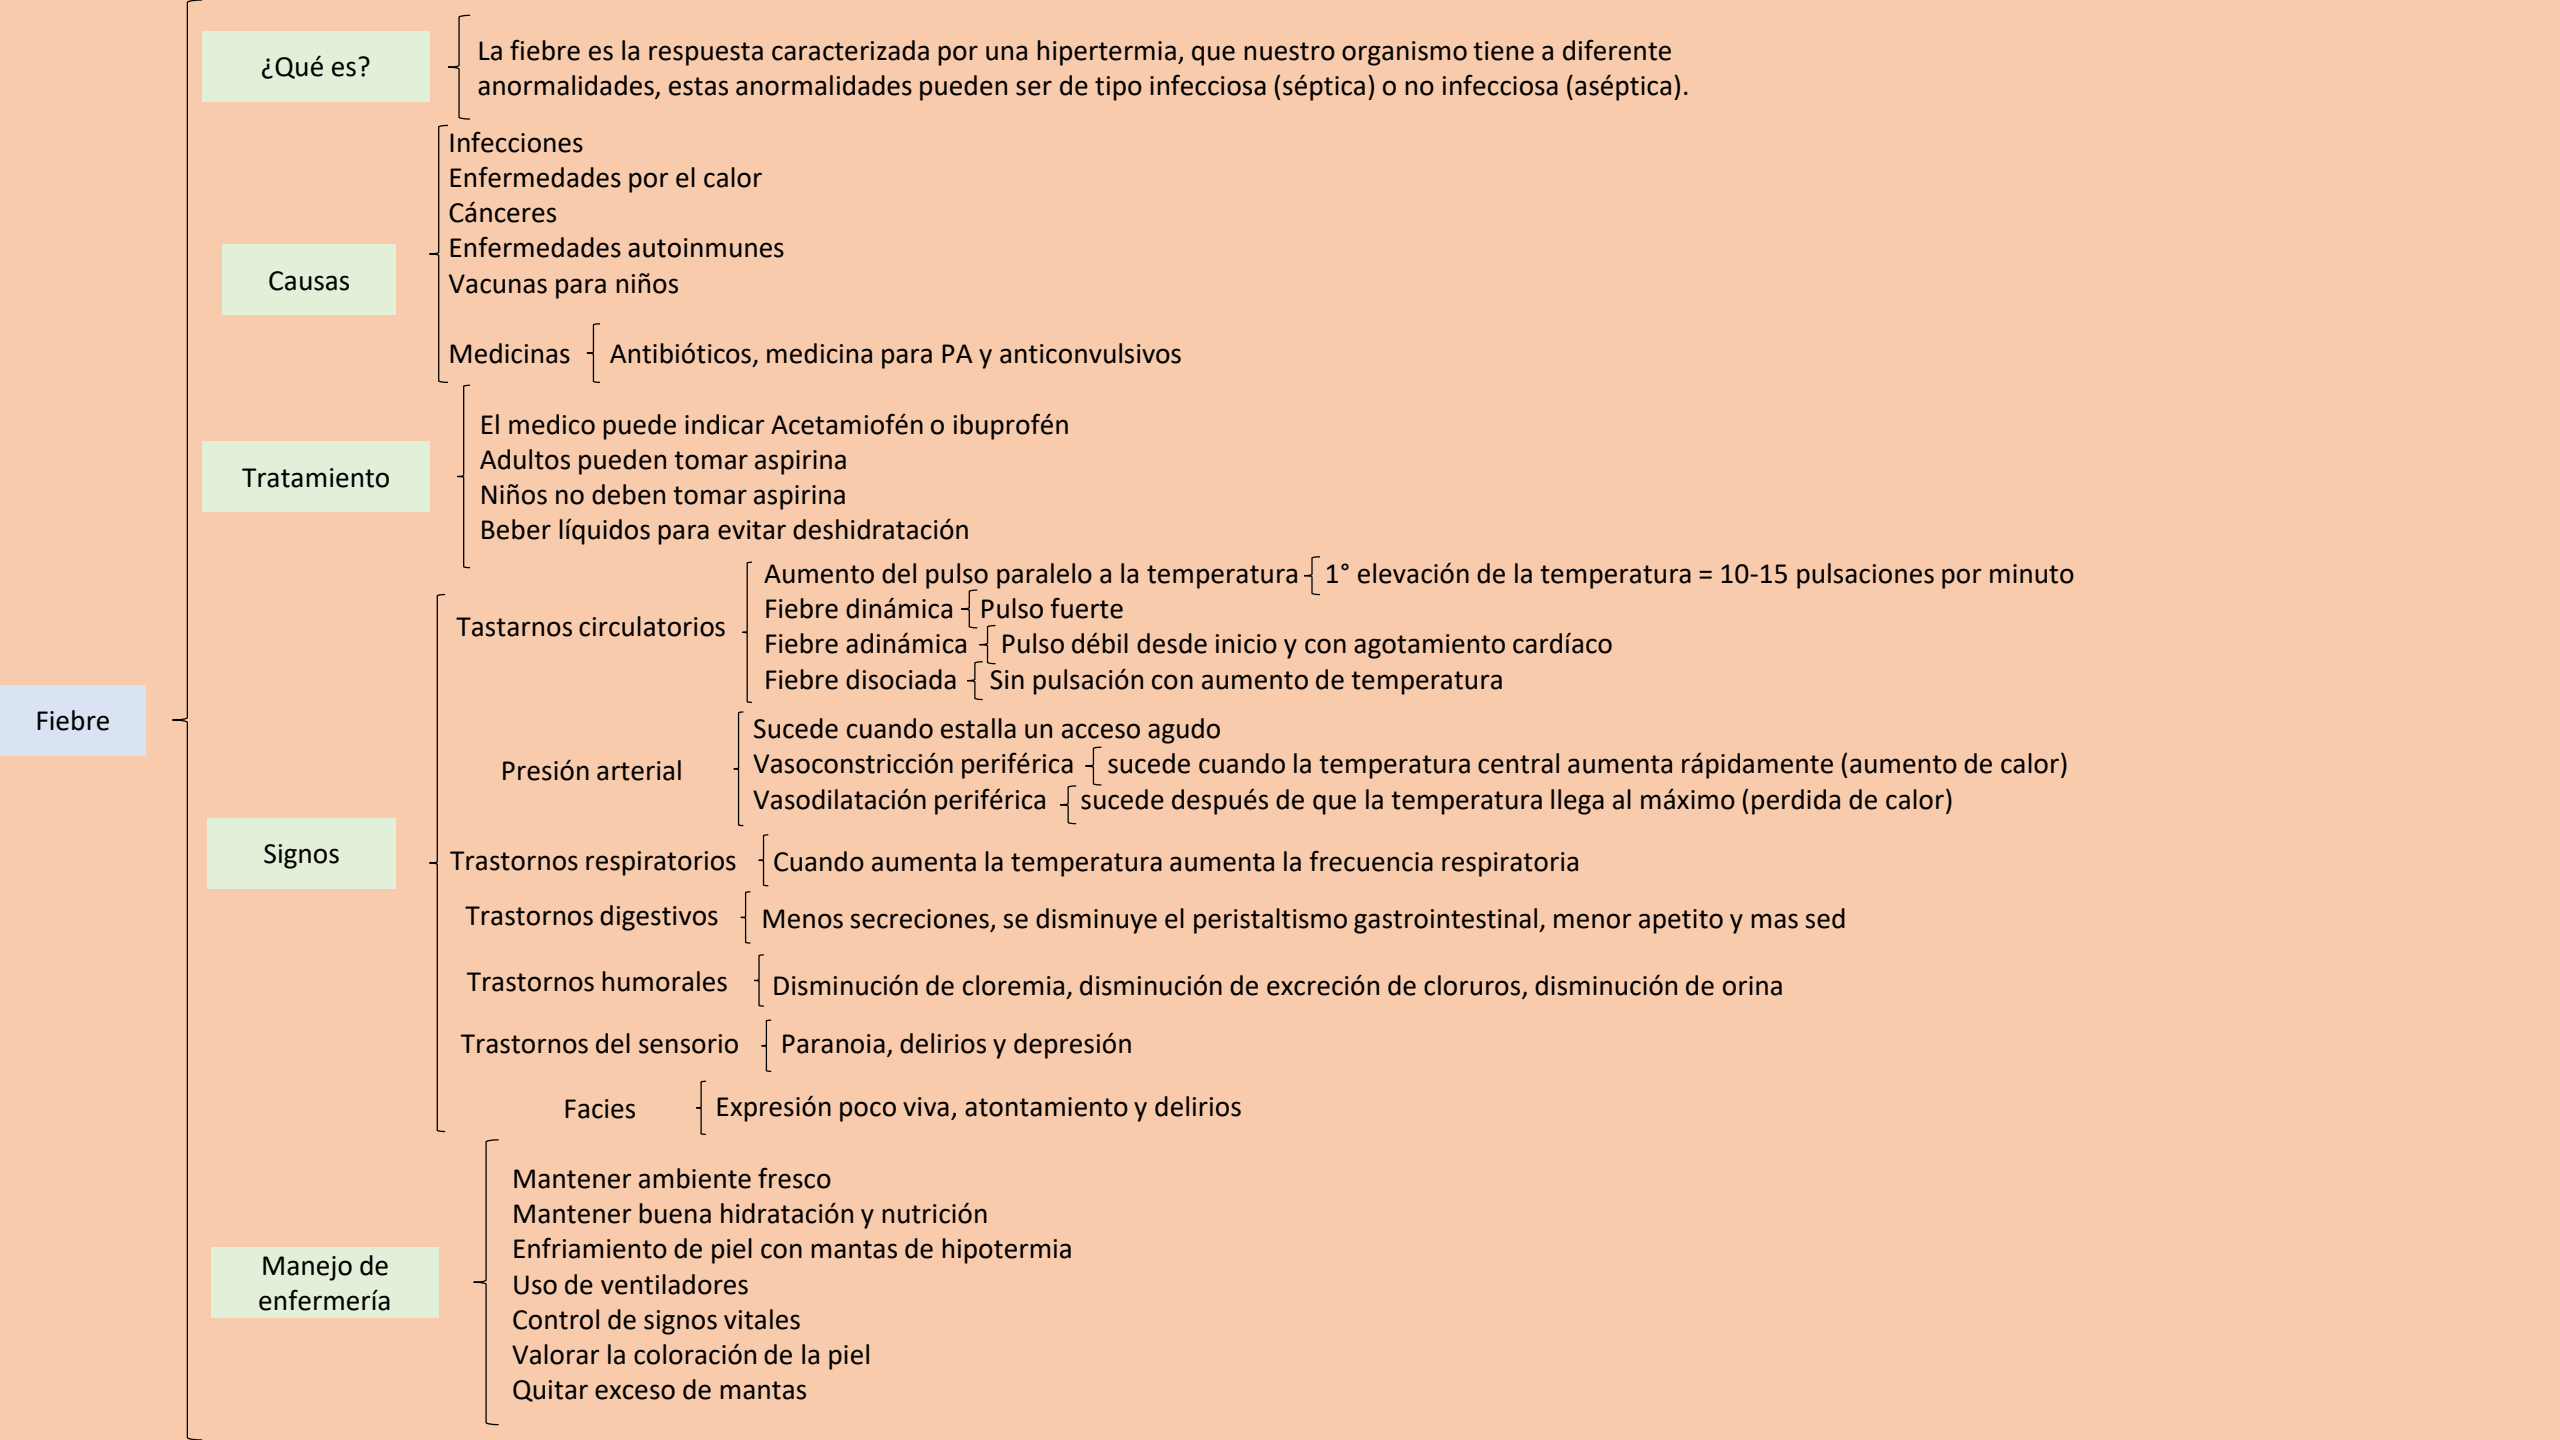 Fiebre
¿Qué es?
La fiebre es la respuesta caracterizada por una hipertermia, que nuestro organismo tiene a diferente
anormalidades, estas anormalidades pueden ser de tipo infecciosa (séptica) o no infecciosa (aséptica).
Causas
Infecciones
Enfermedades por el calor
Cánceres
Enfermedades autoinmunes
Vacunas para niños
Medicinas
Antibióticos, medicina para PA y anticonvulsivos
Tratamiento
El medico puede indicar Acetamiofén o ibuprofén
Adultos pueden tomar aspirina
Niños no deben tomar aspirina
Beber líquidos para evitar deshidratación
Signos
Tastarnos circulatorios
Aumento del pulso paralelo a la temperatura
1° elevación de la temperatura = 10-15 pulsaciones por minuto
Fiebre dinámica
Pulso fuerte
Fiebre adinámica
Pulso débil desde inicio y con agotamiento cardíaco
Fiebre disociada
Sin pulsación con aumento de temperatura
Presión arterial
Sucede cuando estalla un acceso agudo
Vasoconstricción periférica
sucede cuando la temperatura central aumenta rápidamente (aumento de calor)
Vasodilatación periférica
sucede después de que la temperatura llega al máximo (perdida de calor)
Trastornos respiratorios
Cuando aumenta la temperatura aumenta la frecuencia respiratoria
Trastornos digestivos
Menos secreciones, se disminuye el peristaltismo gastrointestinal, menor apetito y mas sed
Trastornos humorales
Disminución de cloremia, disminución de excreción de cloruros, disminución de orina
Trastornos del sensorio
Paranoia, delirios y depresión
Facies
Expresión poco viva, atontamiento y delirios
Manejo de
enfermería
Mantener ambiente fresco
Mantener buena hidratación y nutrición
Enfriamiento de piel con mantas de hipotermia
Uso de ventiladores
Control de signos vitales
Valorar la coloración de la piel
Quitar exceso de mantas